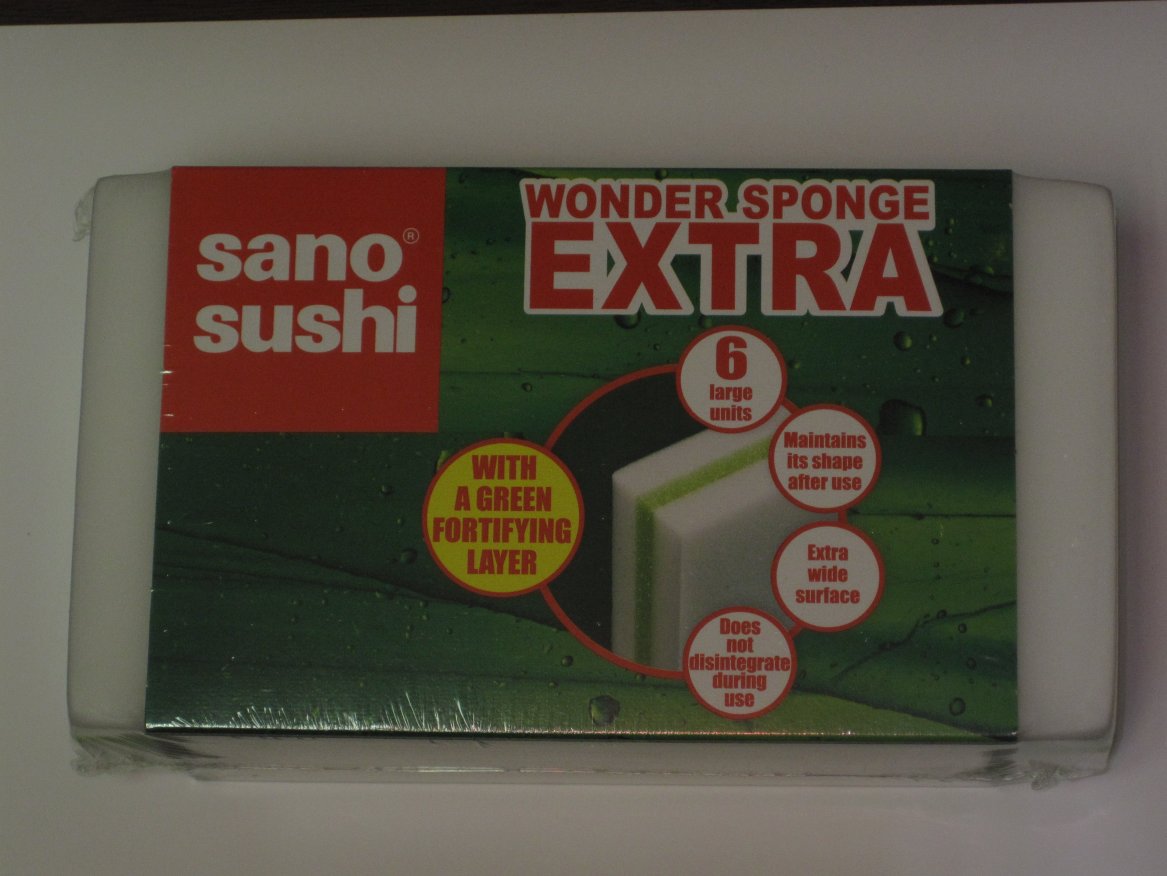 sano®
sushi
WONDER SPONGE
EXTRA
6
large
units
Maintains
its shape
after use
WITH
A GREEN
FORTIFYING
LAYER
Extra
wide
surface
Does
not
disintegrate
during
use